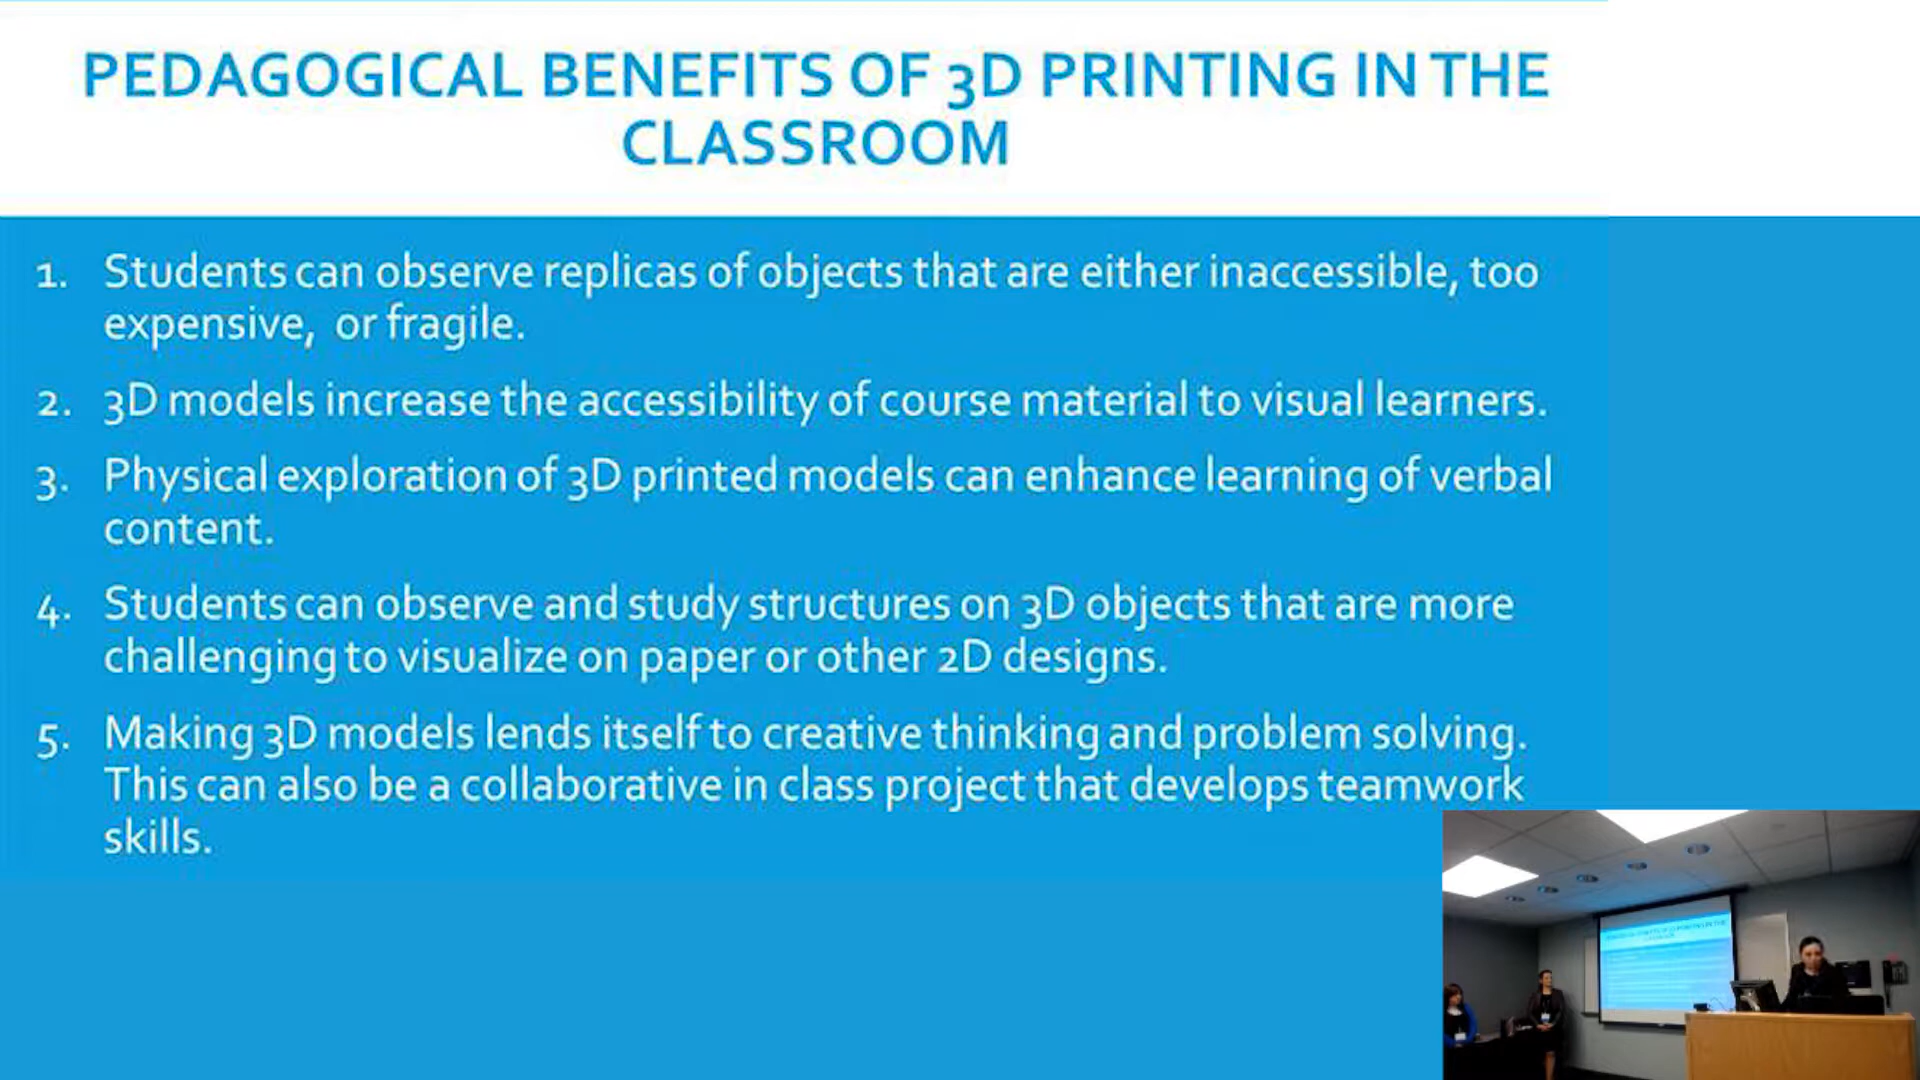 PEDAGOGICAL BENEFITS OF 3D PRINTING IN THE
CLASSROOM
1. Students can observe replicas of objects that are either inaccessible, too
expensive, or fragile.
2. 3D models increase the accessibility of course material to visual learners.
3. Physical exploration of 3D printed models can enhance learning of verbal
content.
4. Students can observe and study structures on 3D objects that are more
challenging to visualize on paper or other 2D designs.
5. Making 3D models lends itself to creative thinking and problem solving.
This can also be a collaborative in class project that develops teamwork
skills.